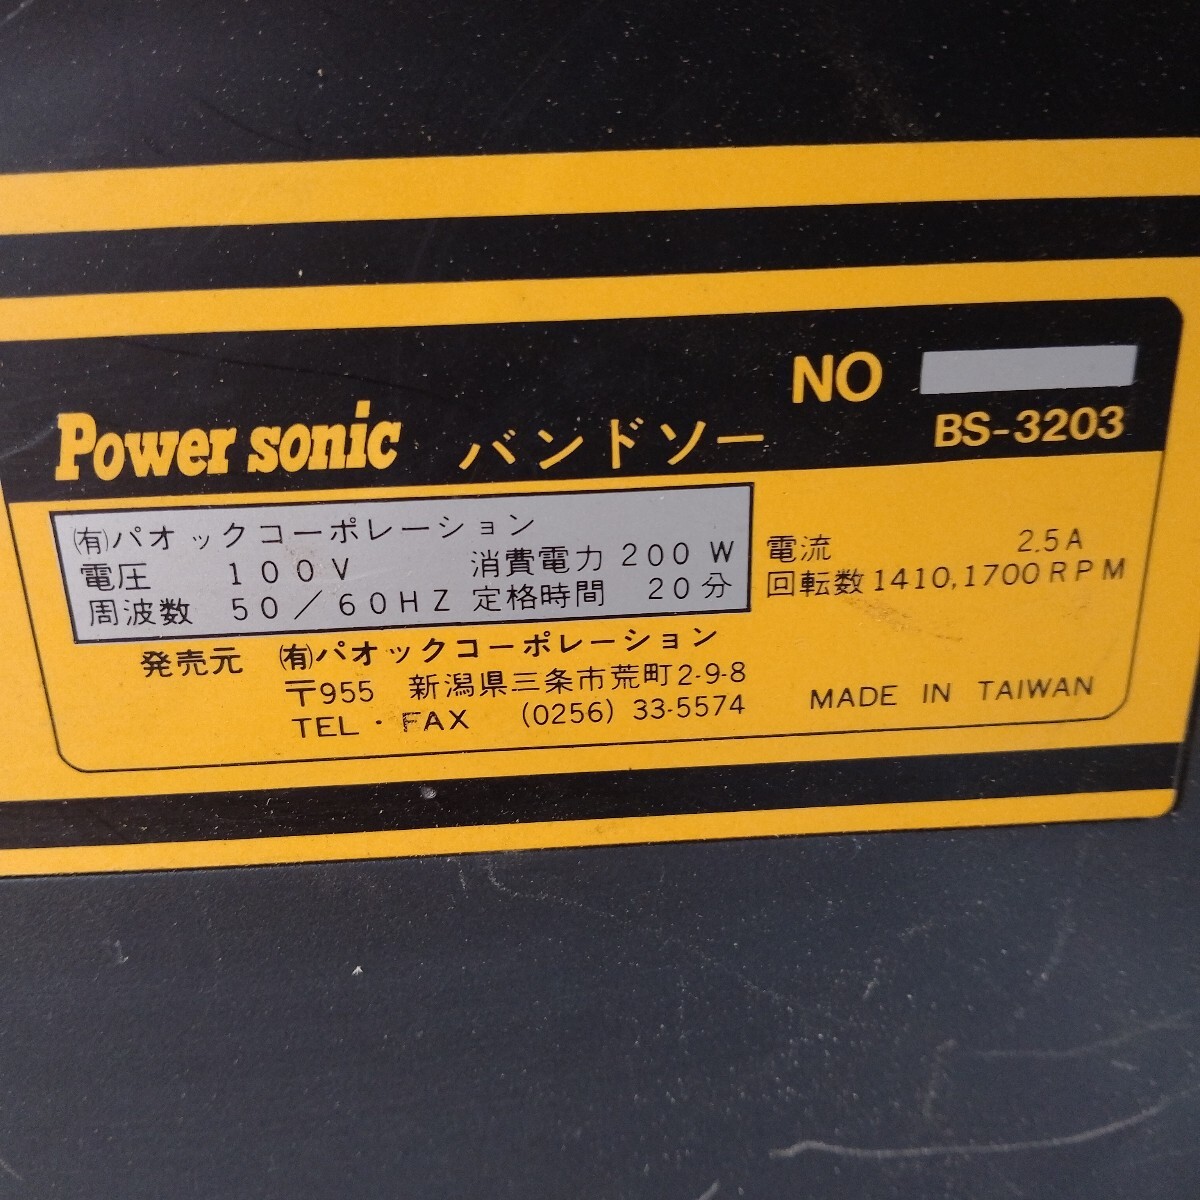 NO
Power sonic バンドソー BS-3203
㈲パオックコーポレーション
電圧 100V 消費電力 200W
周波数 50/60HZ 定格時間 20分
電流 2.5A
回転数1410,1700RPM
発売元 ㈲パオックコーポレーション
〒955 新潟県三条市荒町2-9-8
TEL・FAX (0256) 33-5574
MADE IN TAIWAN